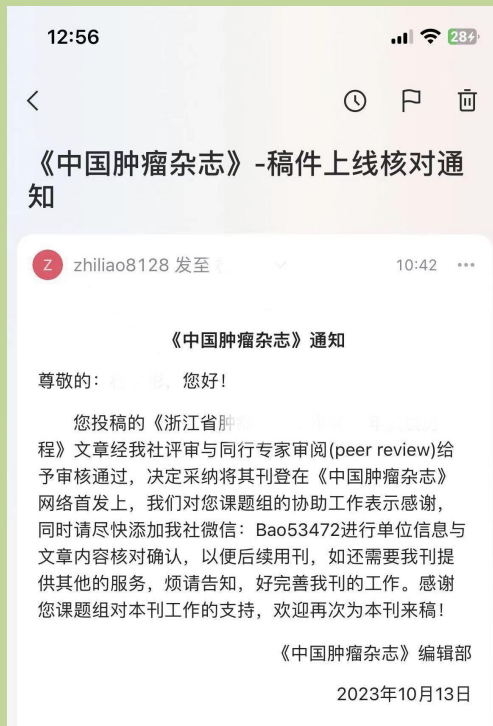 12:56
28
《中国肿瘤杂志》-稿件上线核对通
知
Z zhiliao8128 发至 10:42
《中国肿瘤杂志》通知
尊敬的： 您好！
您投稿的《浙江省肿
程》文章经我社评审与同行专家审阅(peer review)给
予审核通过，决定采纳将其刊登在《中国肿瘤杂志》
网络首发上，我们对您课题组的协助工作表示感谢，
同时请尽快添加我社微信：Bao53472进行单位信息与
文章内容核对确认，以便后续用刊，如还需要我刊提
供其他的服务，烦请告知，好完善我刊的工作。感谢
您课题组对本刊工作的支持，欢迎再次为本刊来稿！
《中国肿瘤杂志》编辑部
2023年10月13日